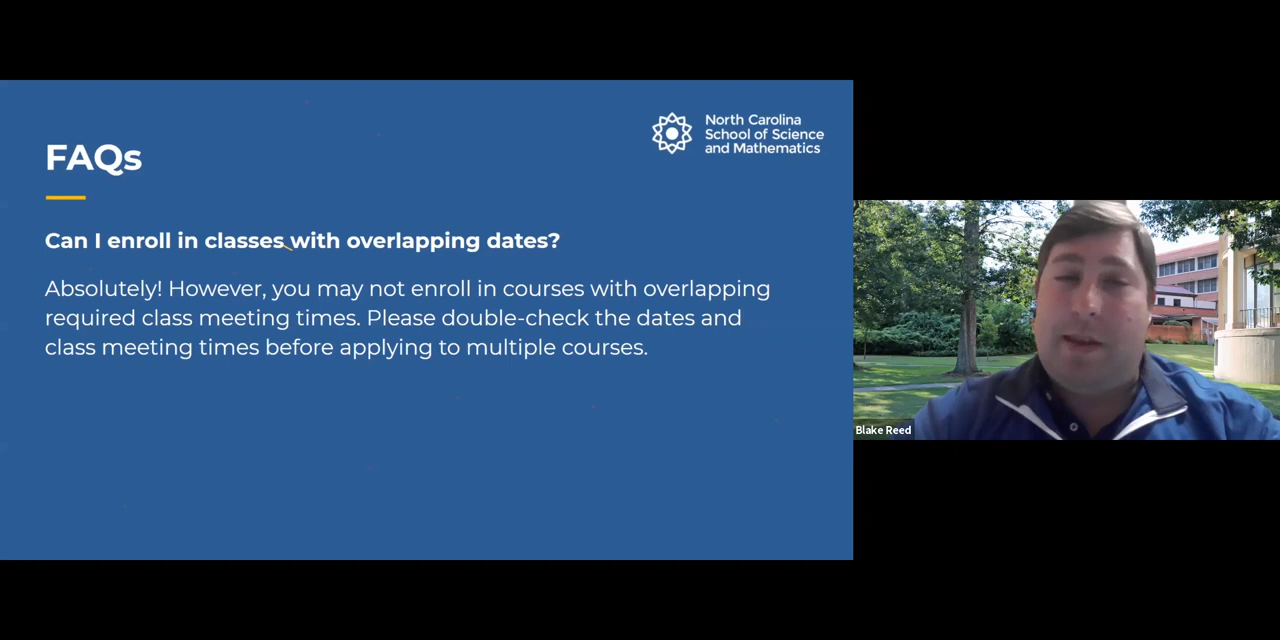 North Carolina
School of Science
and Mathematics
FAQs
Can I enroll in classes with overlapping dates?
Absolutely! However, you may not enroll in courses with overlapping
required class meeting times. Please double-check the dates and
class meeting times before applying to multiple courses.
Blake Reed